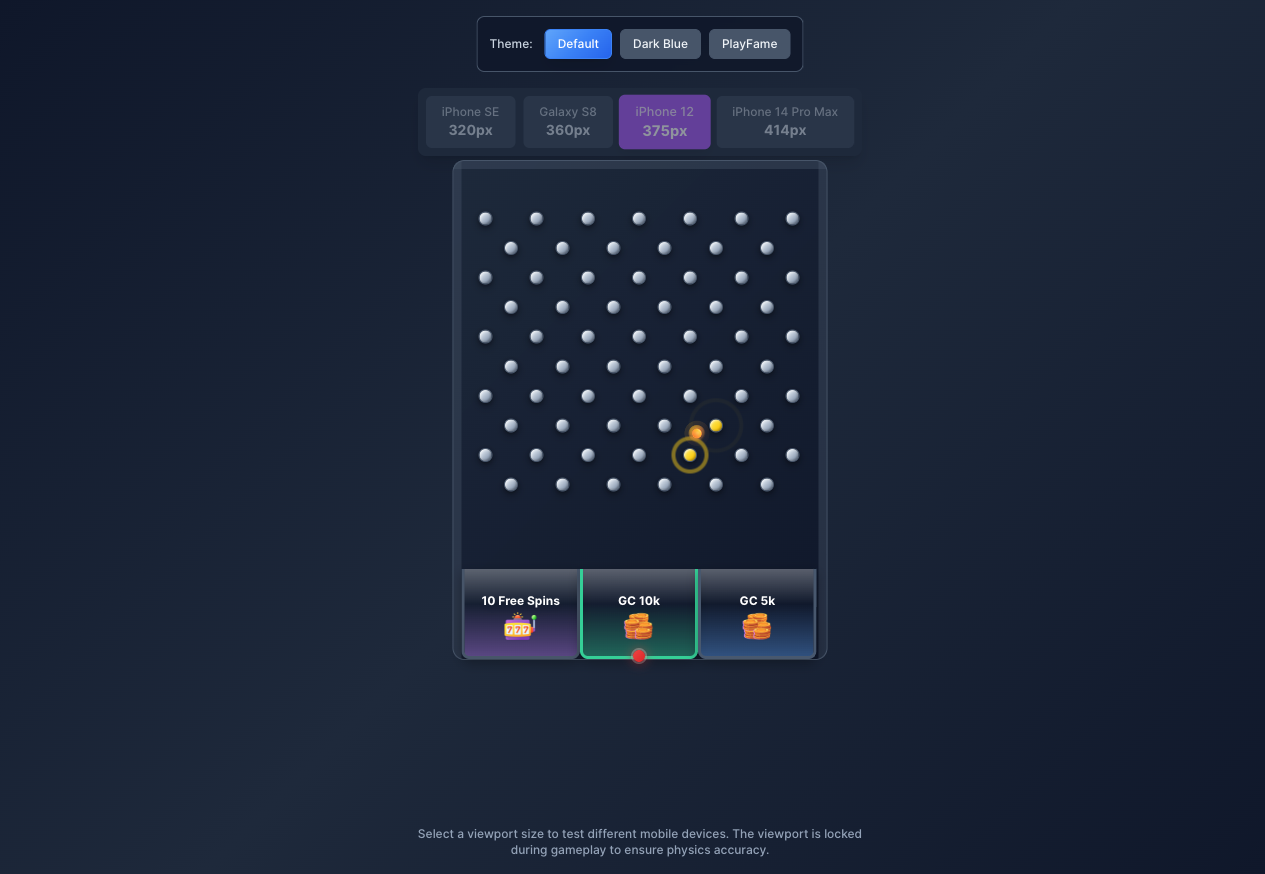 Theme: Default Dark Blue PlayFame
iPhone SE Galaxy S8 iPhone 12 iPhone 14 Pro Max
320px 360px 375px 414px
10 Free Spins GC 10k GC 5k
777
Select a viewport size to test different mobile devices. The viewport is locked
during gameplay to ensure physics accuracy.